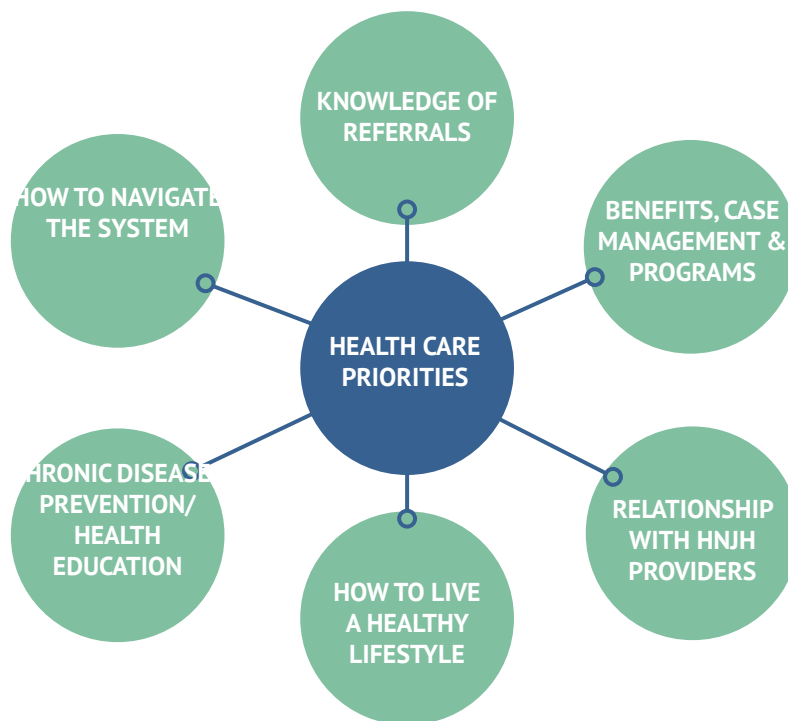 KNOWLEDGE OF
REFERRALS
HOW TO NAVIGATE
THE SYSTEM
BENEFITS, CASE
MANAGEMENT &
PROGRAMS
HEALTH CARE
PRIORITIES
HRONIC DISEASE
PREVENTION/
HEALTH
EDUCATION
RELATIONSHIP
WITH HNJH
PROVIDERS
HOW TO LIVE
A HEALTHY
LIFESTYLE